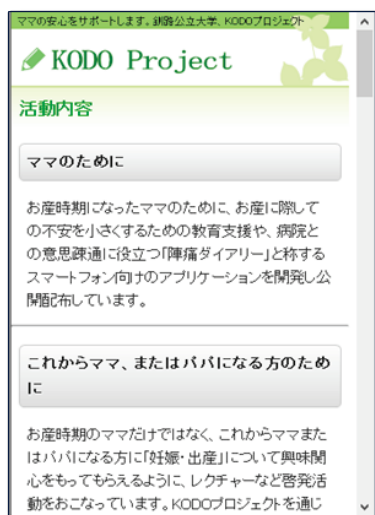 ママの安心をサポートします。釧路公立大学、KODOプロジェクト
KODO Project
活動内容
ママのために
お産時期になったママのために、お産に際して
の不安を小さくするための教育支援や、病院と
の意思疎通に役立つ「陣痛ダイアリー」と称する
スマートフォン向けのアプリケーションを開発し公
開配布しています。
これからママ、またはパパになる方のため
に
お産時期のママだけではなく、これからママまた
はパパになる方に「妊娠・出産」について興味関
心をもってもらえるように、レクチャーなど啓発活
動をおこなっています。KODOプロジェクトを通じ